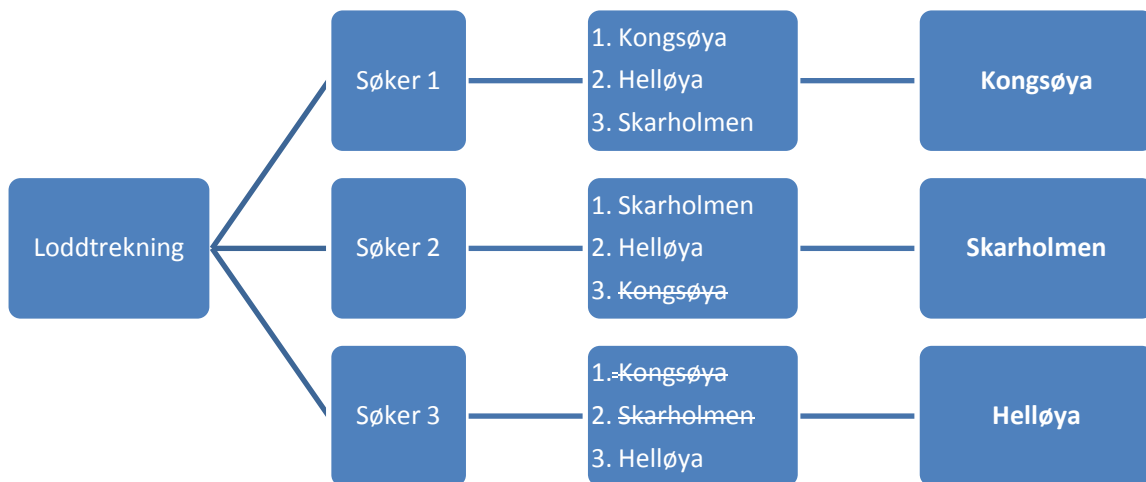 Loddtrekning
Søker 1
1. Kongsøya
2. Helløya
3. Skarholmen
Kongsøya
Søker 2
1. Skarholmen
2. Helløya
3. Kongsøya
Skarholmen
Søker 3
1. Kongsøya
2. Skarholmen
3. Helløya
Helløya